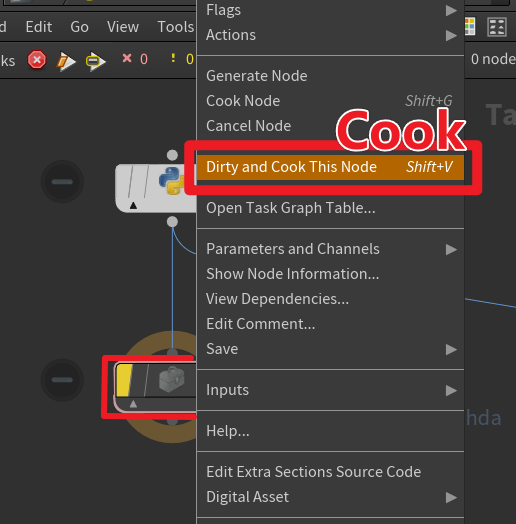 Flags
d Edit Go View Tools
Actions
ks
0
0
0 node
Generate Node
Cook Node Shift+G
Cancel Node
Ta
Cook
Dirty and Cook This Node Shift+V
Open Task Graph Table...
Parameters and Channels
Show Node Information...
View Dependencies...
Edit Comment...
Save
Inputs
hda
Help...
Edit Extra Sections Source Code
Digital Asset